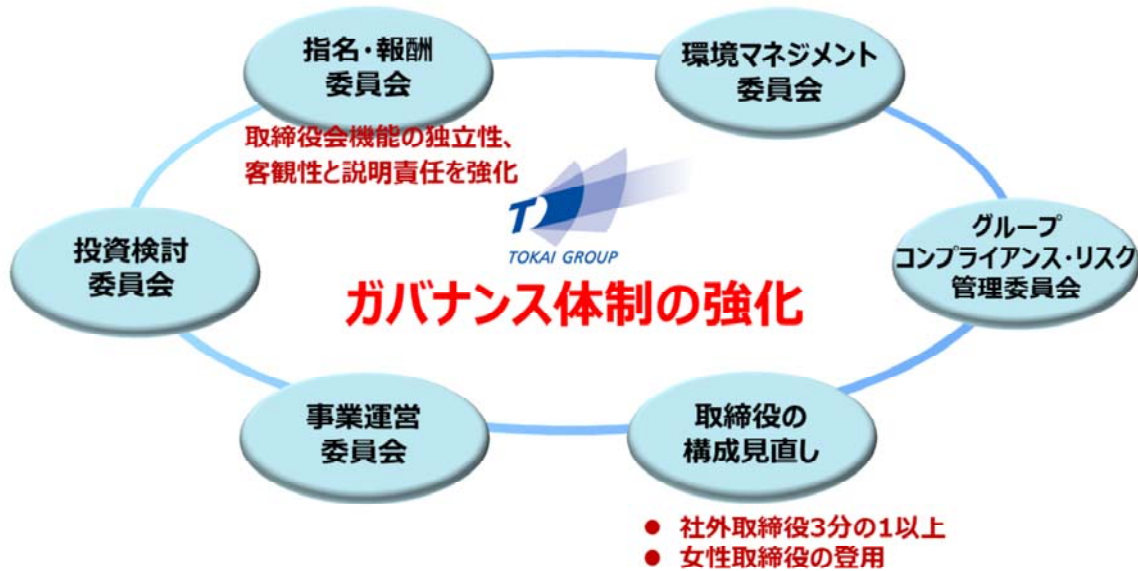 指名・報酬
委員会
環境マネジメント
委員会
取締役会機能の独立性、
客観性と説明責任を強化
T
TOKAI GROUP
投資検討
委員会
グループ
コンプライアンス・リスク
管理委員会
ガバナンス体制の強化
事業運営
委員会
取締役の
構成見直し
● 社外取締役3分の1以上
● 女性取締役の登用